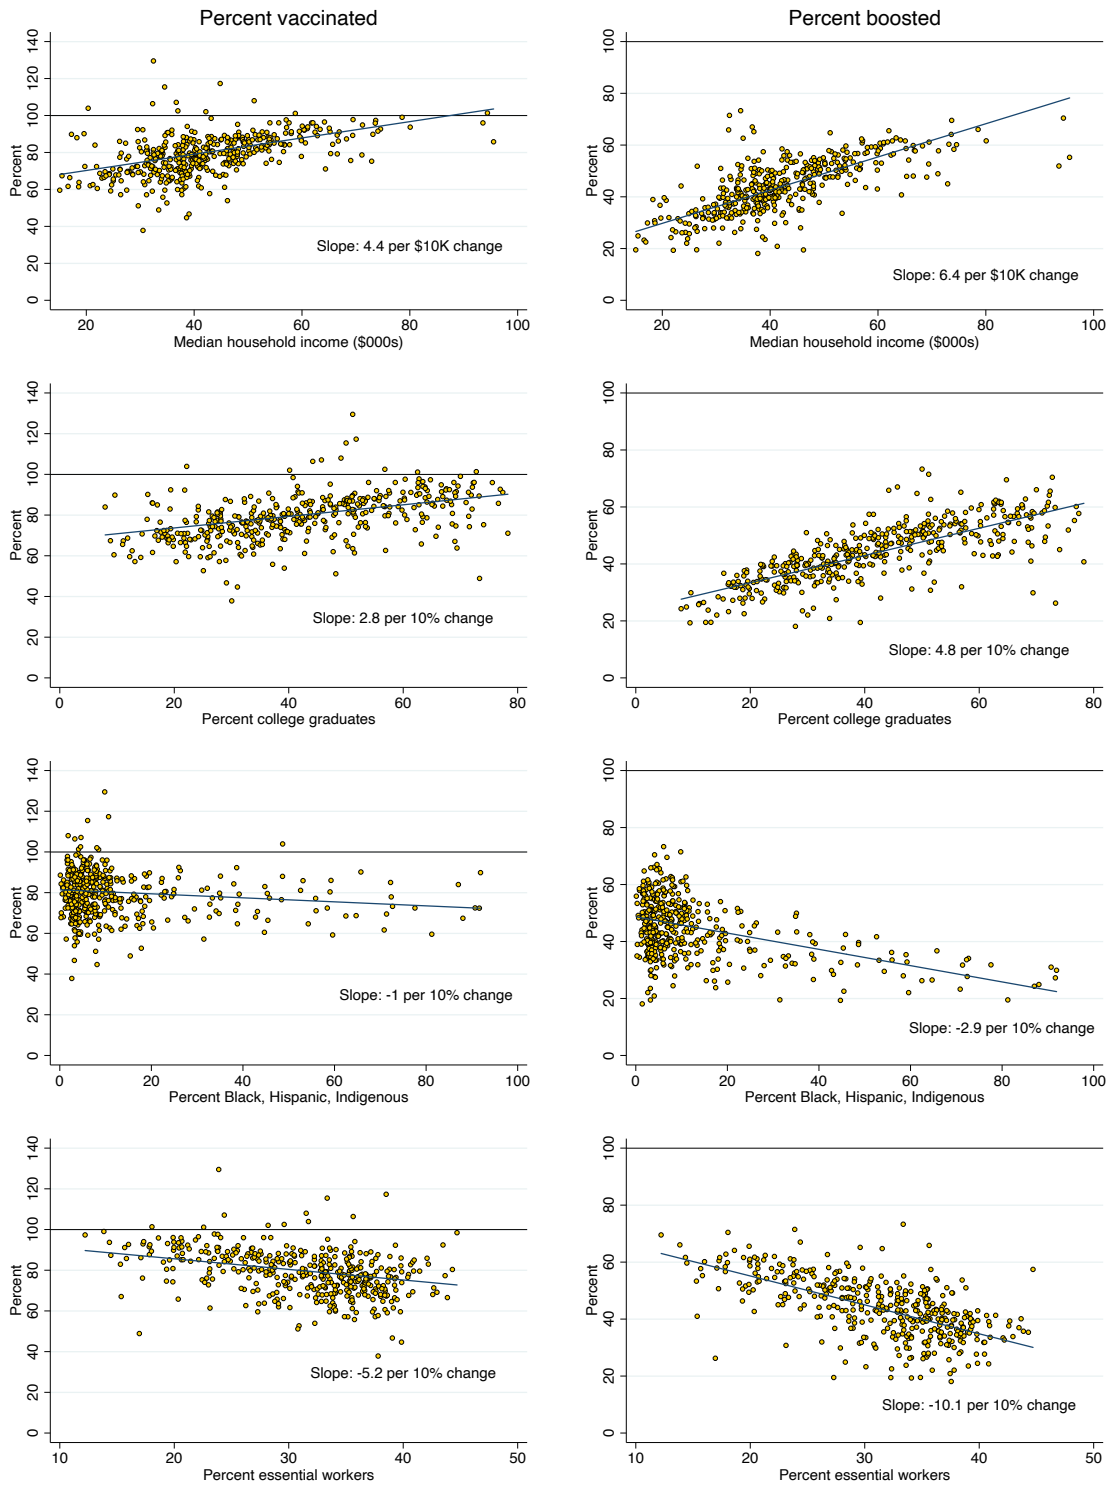 Percent vaccinated
Percent boosted
140
120
100
80
60
40
20
0
Percent
Slope: 4.4 per $10K change
20 40 60 80 100
Median household income ($000s)
100
80
60
40
20
0
Percent
Slope: 6.4 per $10K change
20 40 60 80 100
Median household income ($000s)
140
120
100
80
60
40
20
0
Percent
Slope: 2.8 per 10% change
0 20 40 60 80
Percent college graduates
100
80
60
40
20
0
Percent
Slope: 4.8 per 10% change
0 20 40 60 80
Percent college graduates
140
120
100
80
60
40
20
0
Percent
Slope: -1 per 10% change
0 20 40 60 80 100
Percent Black, Hispanic, Indigenous
100
80
60
40
20
0
Percent
Slope: -2.9 per 10% change
0 20 40 60 80 100
Percent Black, Hispanic, Indigenous
140
120
100
80
60
40
20
0
Percent
Slope: -5.2 per 10% change
10 20 30 40 50
Percent essential workers
100
80
60
40
20
0
Percent
Slope: -10.1 per 10% change
10 20 30 40 50
Percent essential workers